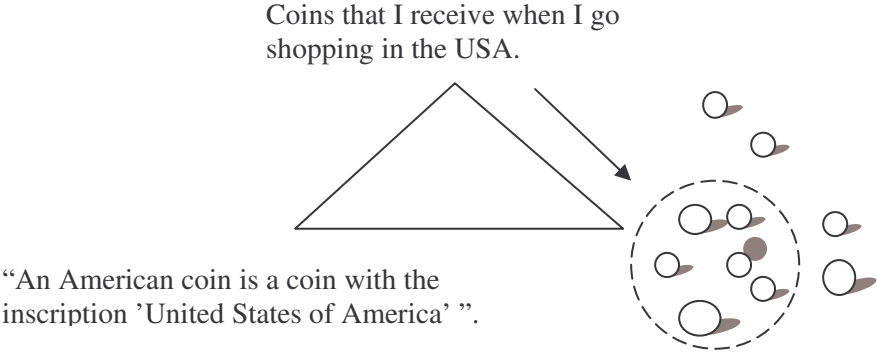 Coins that I receive when I go
shopping in the USA.
“An American coin is a coin with the
inscription ’United States of America’ ”.